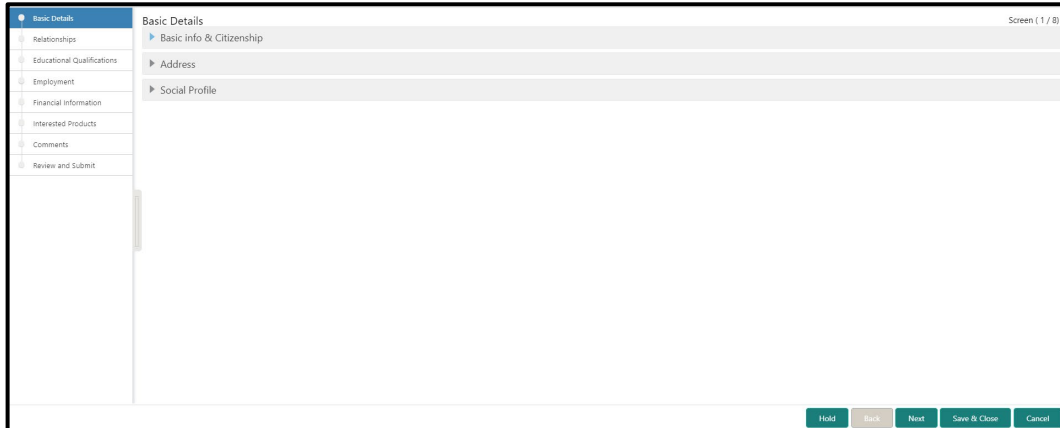 Basic Details
Relationships
Educational Qualifications
Employment
Financial Information
Interested Products
Comments
Review and Submit
Basic Details
Screen ( 1 / 8)
Basic info & Citizenship
Address
Social Profile
Hold
Back
Next
Save & Close
Cancel